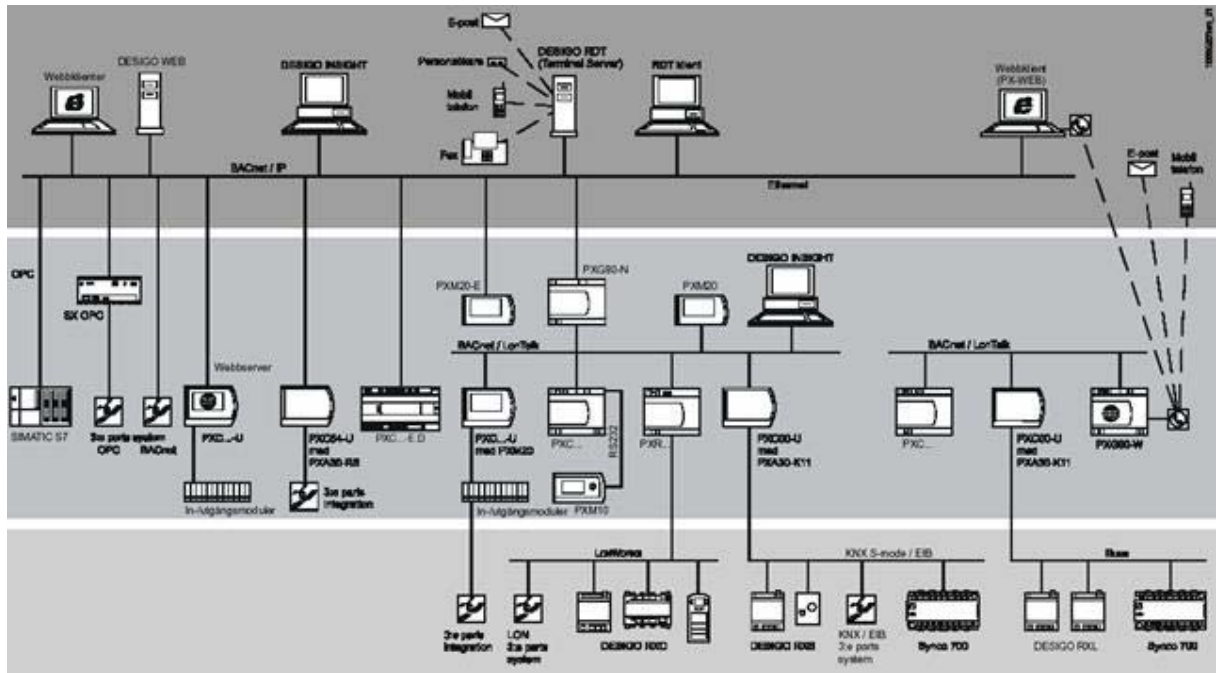 E-post
DESIGO WEB
DESIGO RDT
(Terminal Server)
Webbklienter
DESIGO INSIGHT
Personsökare
RDT klient
Webbklient
(PX-WEB)
Mobil
telefon
E-post
Mobil
telefon
Fax
BACnet / IP
Ethernet
OPC
PXG80-N
DESIGO INSIGHT
PXM20-E
PXM20
SX OPC
BACnet / LonTalk
BACnet / LonTalk
Webbserver
RS232
SIMATIC S7
3:e parts system
OPC
BACnet
PXC...-U
PXC64-U
med
PXA30-RS
PXC...-E.D
PXC...-U
med PXM20
PXC...
PXR...
PXC00-U
med
PXA30-K11
PXC...
PXC00-U
med
PXA30-K11
PXG80-W
In-/utgångsmoduler
3:e parts
integration
In-/utgångsmoduler
PXM10
LonWorks
KNX S-mode / EIB
3:e parts
integration
LON
3:e parts
system
DESIGO RXC
DESIGO RXB
KNX / EIB
3:e parts
system
Synco 700
DESIGO RXL
Synco 700